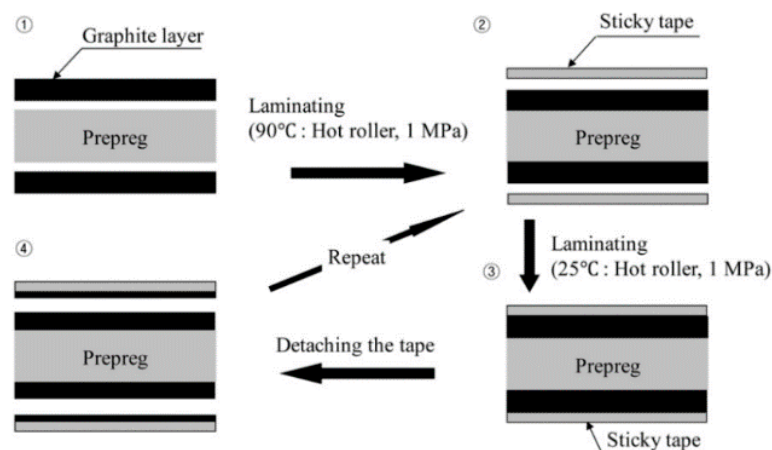 ①
Graphite layer
Prepreg
Laminating
(90℃ : Hot roller, 1 MPa)
②
Sticky tape
Prepreg
Laminating
(25℃ : Hot roller, 1 MPa)
③
Prepreg
Sticky tape
Detaching the tape
Repeat
④
Prepreg